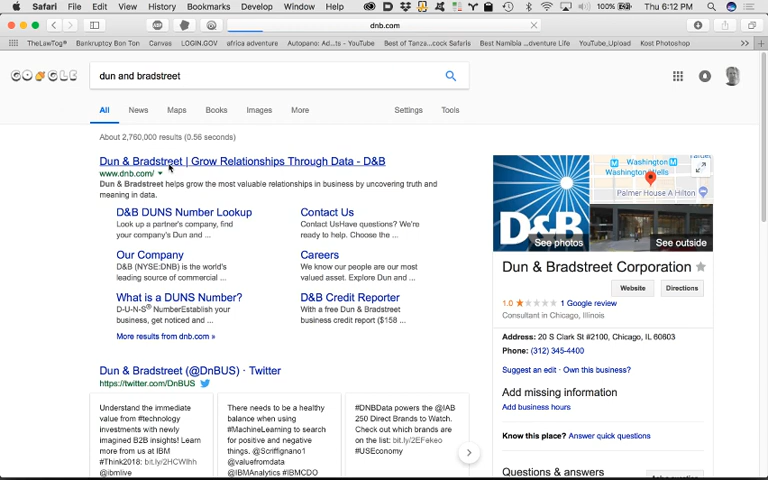 Safari File Edit View History Bookmarks Develop Window Help
100% Thu 6:12 PM
dnb.com
TheLawTog® Bankruptcy Bon Ton Canvas LOGIN.GOV africa adventure Autopano: Ad...ts - YouTube Best of Tanza...cock Safaris Best Namibia ...dventure Life YouTube_Upload Kost Photoshop
dun and bradstreet
All News Maps Books Images More Settings Tools
About 2,760,000 results (0.56 seconds)
Dun & Bradstreet | Grow Relationships Through Data - D&B
www.dnb.com/
Dun & Bradstreet helps grow the most valuable relationships in business by uncovering truth and
meaning in data.
D&B DUNS Number Lookup
Look up a partner's company, find
your company's Dun and ...
Contact Us
Contact UsHave questions? We're
ready to help. Choose the ...
Our Company
D&B (NYSE:DNB) is the world's
leading source of commercial ...
Careers
We know our people are our most
valued asset. Explore Dun and ...
What is a DUNS Number?
D-U-N-S® NumberEstablish your
business, get noticed and ...
D&B Credit Reporter
With a free Dun & Bradstreet
business credit report ($158 ...
More results from dnb.com »
Dun & Bradstreet (@DnBUS) · Twitter
https://twitter.com/DnBUS
Understand the immediate
value from #technology
investments with newly
imagined B2B insights! Learn
more from us at IBM
#Think2018: bit.ly/2HCWIhh
@ibmlive
There needs to be a healthy
balance when using
#MachineLearning to search
for positive and negative
things. @Scriffignano1
@valuefromdata
@IBMAnalytics #IBMCDO
#DNBData powers the @IAB
250 Direct Brands to Watch.
Check out which brands are
on the list: bit.ly/2EFekeo
#USEconomy
D&B
See photos
Washington
Washington
Wells
Palmer House A Hilton
See outside
Dun & Bradstreet Corporation
Website Directions
1.0 1 Google review
Consultant in Chicago, Illinois
Address: 20 S Clark St #2100, Chicago, IL 60603
Phone: (312) 345-4400
Suggest an edit · Own this business?
Add missing information
Add business hours
Know this place? Answer quick questions
Questions & answers